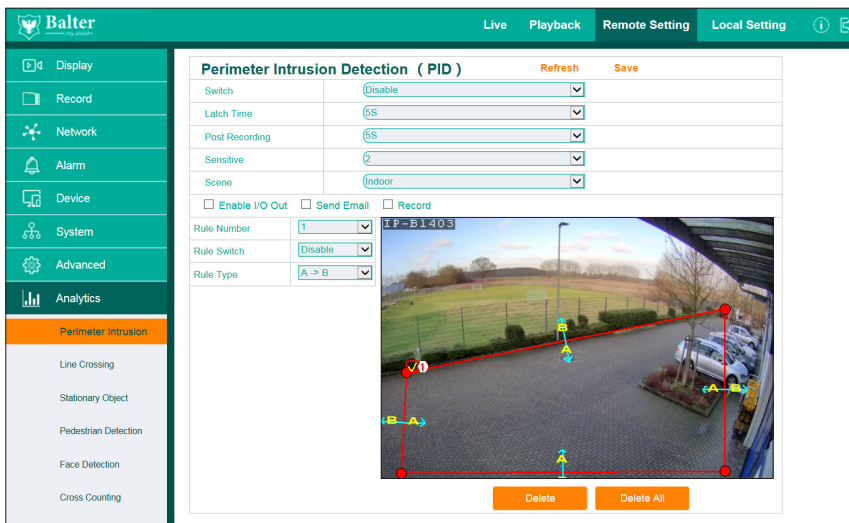 Balter
stay ahead
Live Playback Remote Setting Local Setting
Display
Record
Network
Alarm
Device
System
Advanced
Analytics
Perimeter Intrusion
Line Crossing
Stationary Object
Pedestrian Detection
Face Detection
Cross Counting
Perimeter Intrusion Detection ( PID ) Refresh Save
Switch Disable
Latch Time 5S
Post Recording 5S
Sensitive 2
Scene Indoor
Enable I/O Out Send Email Record
Rule Number 1
Rule Switch Disable
Rule Type A -> B
IP-B1403
B
A
1
A B
B A
A
Delete Delete All